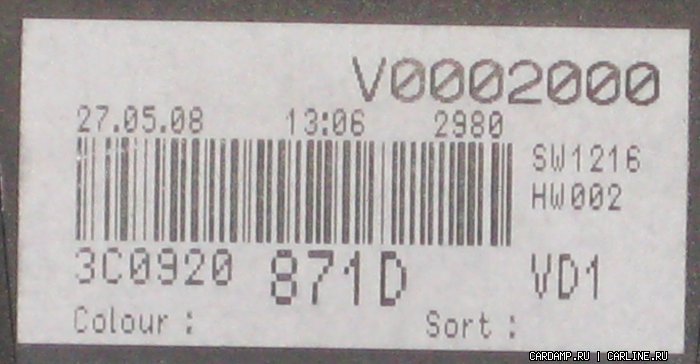 V0002000
27.05.08 13:06 2980
SW1216
HW002
3C0920 871D VD1
Colour : Sort :
CARDAMP.RU | CARLINE.RU